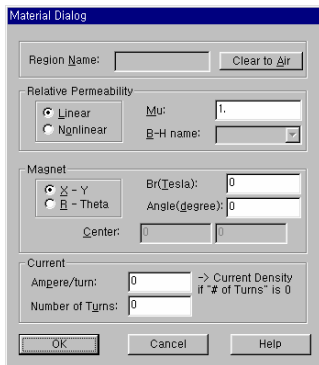 Material Dialog
Region Name: Clear to Air
Relative Permeability
Linear Mu: 1.
Nonlinear B-H name:
Magnet
X - Y Br(Tesla): 0
R - Theta Angle(degree): 0
Center: 0 0
Current
Ampere/turn: 0 -> Current Density
if "# of Turns" is 0
Number of Turns: 0
OK Cancel Help